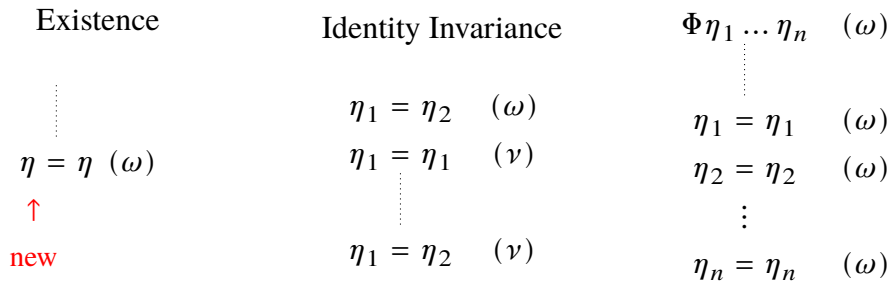 Existence
η = η (ω)
↑
new
Identity Invariance
η₁ = η₂ (ω)
η₁ = η₁ (ν)
η₁ = η₂ (ν)
Φη₁ … ηₙ (ω)
η₁ = η₁ (ω)
η₂ = η₂ (ω)
⋮
ηₙ = ηₙ (ω)